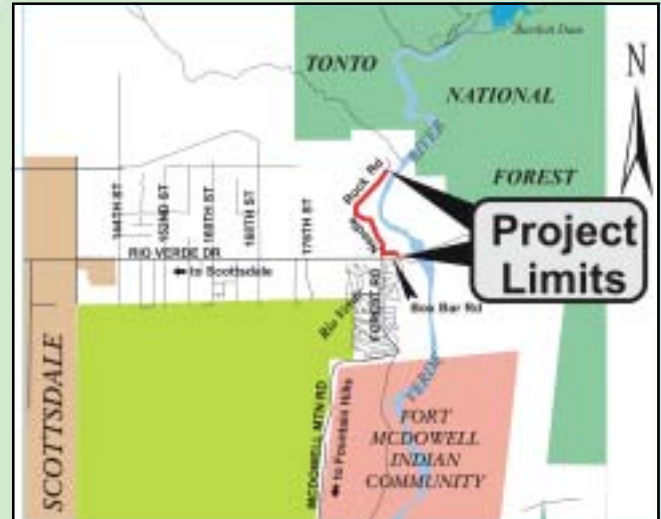 Bartlett Dam
TONTO
NATIONAL
FOREST
N
RIVER
Rock Rd
Needle
Project
Limits
144TH ST
152ND ST
160TH ST
176TH ST
RIO VERDE DR
to Scottsdale
Box Bar Rd
Rio Verde
FOREST RD
VERDE
SCOTTSDALE
MCDOWELL MTN RD
to Fountain Hills
FORT
MCDOWELL
INDIAN
COMMUNITY